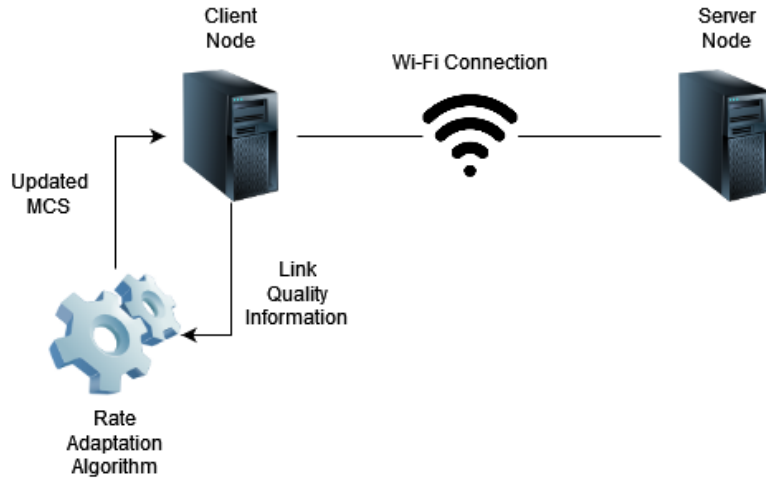 Client
Node
Server
Node
Wi-Fi Connection
Updated
MCS
Link
Quality
Information
Rate
Adaptation
Algorithm